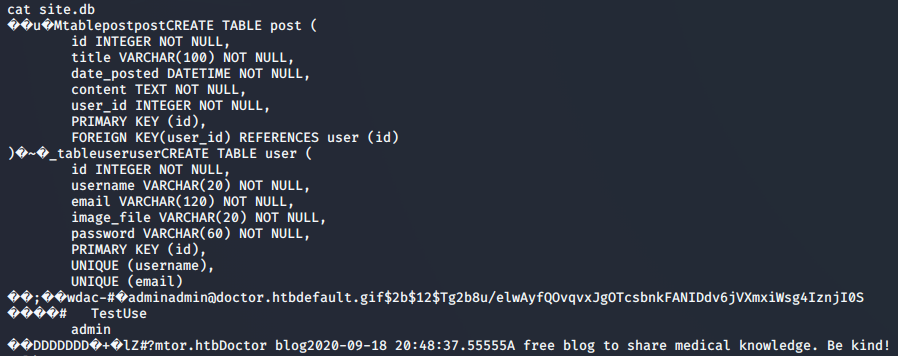 cat site.db
��u�MtablepostpostCREATE TABLE post (
id INTEGER NOT NULL,
title VARCHAR(100) NOT NULL,
date_posted DATETIME NOT NULL,
content TEXT NOT NULL,
user_id INTEGER NOT NULL,
PRIMARY KEY (id),
FOREIGN KEY(user_id) REFERENCES user (id)
)�~�_tableuseruserCREATE TABLE user (
id INTEGER NOT NULL,
username VARCHAR(20) NOT NULL,
email VARCHAR(120) NOT NULL,
image_file VARCHAR(20) NOT NULL,
password VARCHAR(60) NOT NULL,
PRIMARY KEY (id),
UNIQUE (username),
UNIQUE (email)
��;��wdac-#�adminadmin@doctor.htbdefault.gif$2b$12$Tg2b8u/elwAyfQOvqvxJgOTcsbnkFANIDdv6jVXmxiWsg4IznjI0S
����# TestUse
admin
��DDDDDDD�+�lZ#?mtor.htbDoctor blog2020-09-18 20:48:37.55555A free blog to share medical knowledge. Be kind!